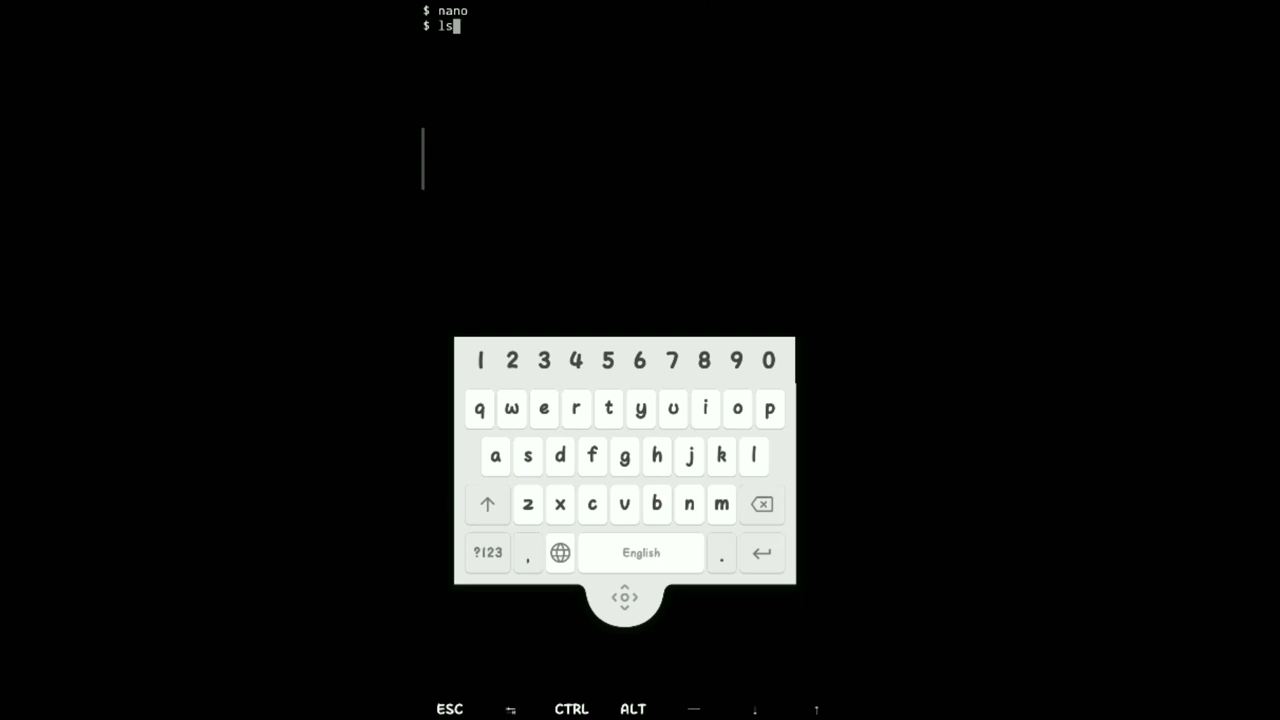 $ nano
$ ls
1 2 3 4 5 6 7 8 9 0
q w e r t y u i o p
a s d f g h j k l
z x c v b n m
?123 , English .
ESC ⇆ CTRL ALT — ↓ ↑